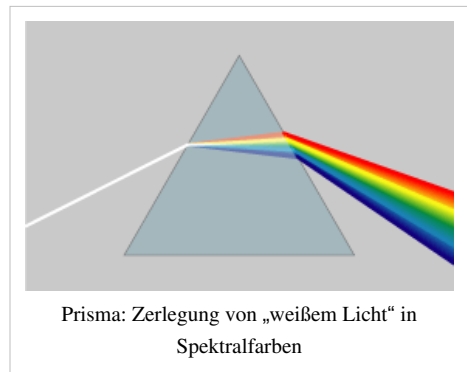 Prisma: Zerlegung von „weißem Licht“ in
Spektralfarben